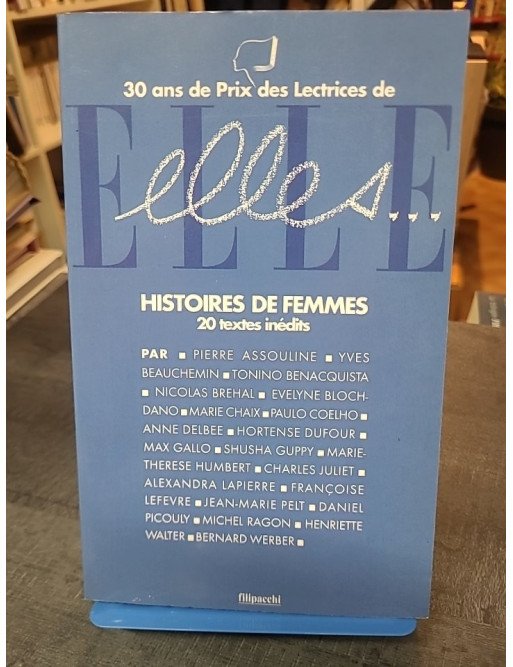 30 ans de Prix des Lectrices de
ELLE
elles...
HISTOIRES DE FEMMES
20 textes inédits
PAR ■ PIERRE ASSOULINE ■ YVES
BEAUCHEMIN ■ TONINO BENACQUISTA
■ NICOLAS BREHAL ■ EVELYNE BLOCH-
DANO ■ MARIE CHAIX ■ PAULO COELHO ■
ANNE DELBEE ■ HORTENSE DUFOUR ■
MAX GALLO ■ SHUSHA GUPPY ■ MARIE-
THERESE HUMBERT ■ CHARLES JULIET ■
ALEXANDRA LAPIERRE ■ FRANÇOISE
LEFEVRE ■ JEAN-MARIE PELT ■ DANIEL
PICOULY ■ MICHEL RAGON ■ HENRIETTE
WALTER ■ BERNARD WERBER ■
filipacchi